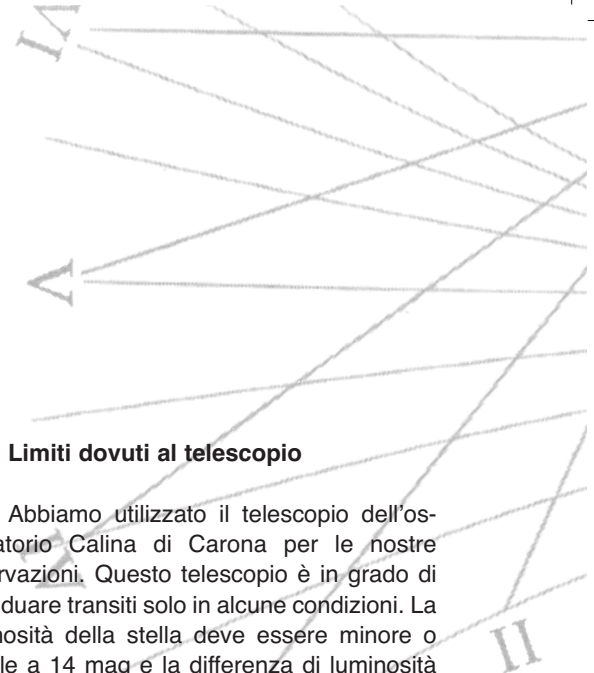 IV
V
Limiti dovuti al telescopio
Abbiamo utilizzato il telescopio dell'os-
atorio Calina di Carona per le nostre
rvazioni. Questo telescopio è in grado di
duare transiti solo in alcune condizioni. La
nosità della stella deve essere minore o
le a 14 mag e la differenza di luminosità
II